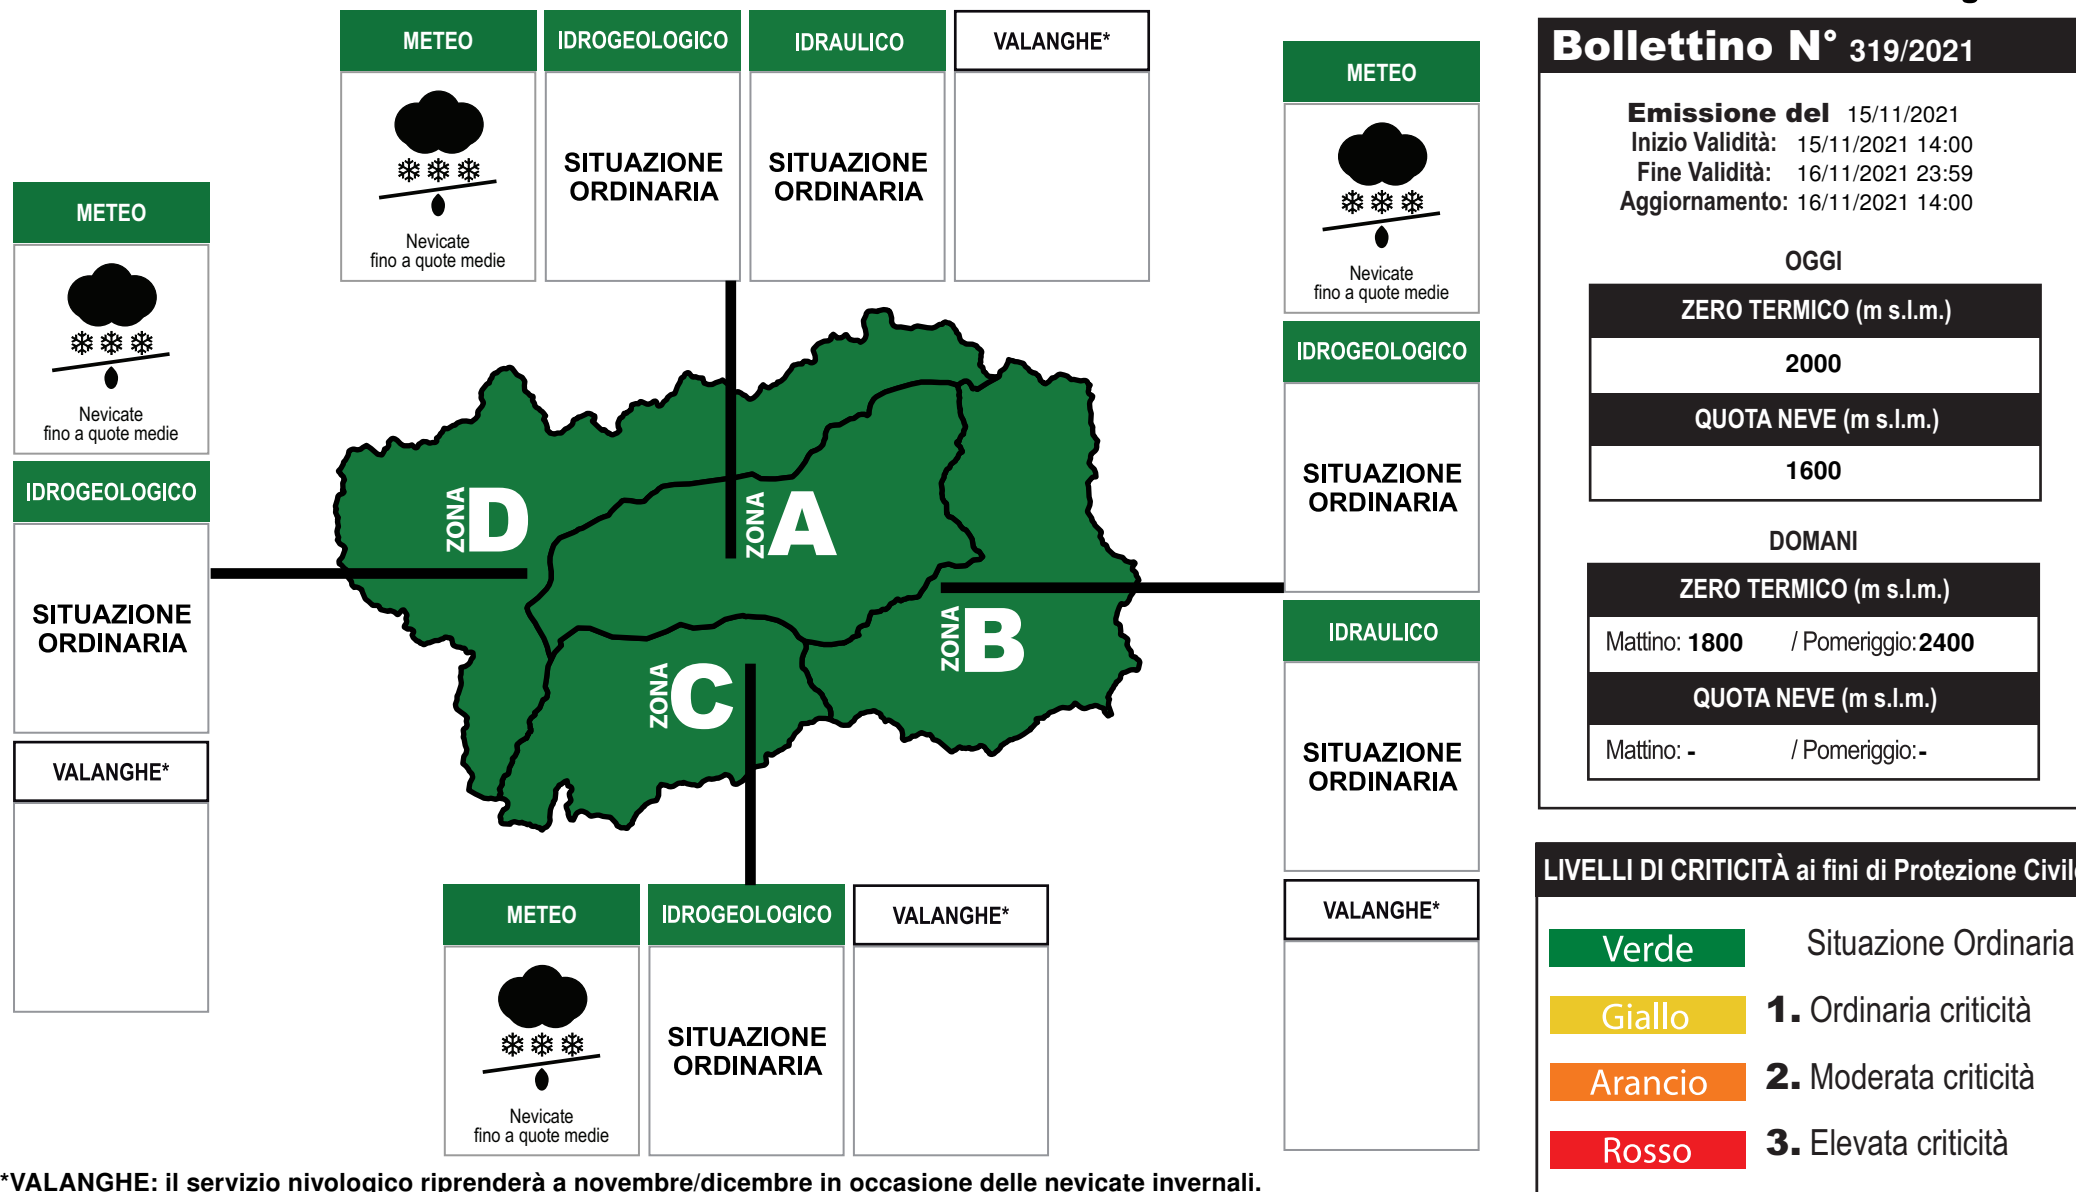 METEO
IDROGEOLOGICO
IDRAULICO
VALANGHE*
Nevicate
fino a quote medie
SITUAZIONE
ORDINARIA
SITUAZIONE
ORDINARIA
METEO
Nevicate
fino a quote medie
IDROGEOLOGICO
SITUAZIONE
ORDINARIA
VALANGHE*
METEO
Nevicate
fino a quote medie
IDROGEOLOGICO
SITUAZIONE
ORDINARIA
IDRAULICO
SITUAZIONE
ORDINARIA
VALANGHE*
ZONA D
ZONA A
ZONA B
ZONA C
METEO
IDROGEOLOGICO
VALANGHE*
Nevicate
fino a quote medie
SITUAZIONE
ORDINARIA
*VALANGHE: il servizio nivologico riprenderà a novembre/dicembre in occasione delle nevicate invernali.
Bollettino N° 319/2021
Emissione del 15/11/2021
Inizio Validità: 15/11/2021 14:00
Fine Validità: 16/11/2021 23:59
Aggiornamento: 16/11/2021 14:00
OGGI
ZERO TERMICO (m s.l.m.)
2000
QUOTA NEVE (m s.l.m.)
1600
DOMANI
ZERO TERMICO (m s.l.m.)
Mattino: 1800 / Pomeriggio: 2400
QUOTA NEVE (m s.l.m.)
Mattino: - / Pomeriggio: -
LIVELLI DI CRITICITÀ ai fini di Protezione Civile
Verde Situazione Ordinaria
Giallo 1. Ordinaria criticità
Arancio 2. Moderata criticità
Rosso 3. Elevata criticità